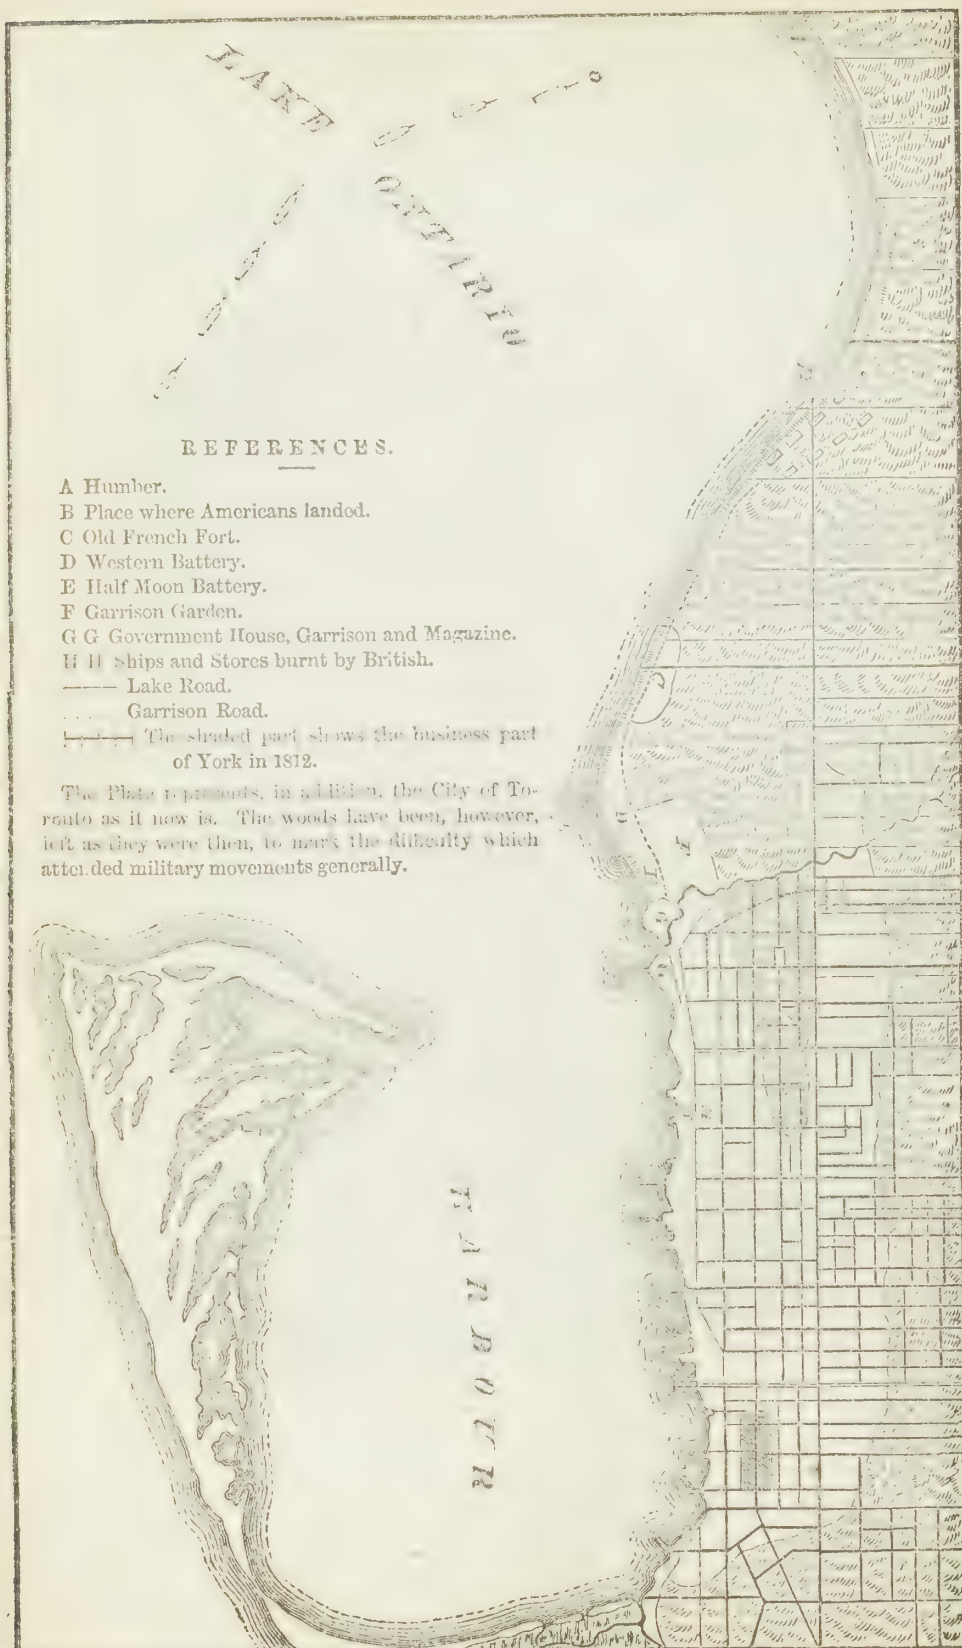 LAKE
ONTARIO
REFERENCES.
A Humber.
B Place where Americans landed.
C Old French Fort.
D Western Battery.
E Half Moon Battery.
F Garrison Garden.
G G Government House, Garrison and Magazine.
H H Ships and Stores burnt by British.
Lake Road.
. . . Garrison Road.
The shaded part shows the business part
of York in 1812.
The Plate represents, in addition, the City of To-
ronto as it now is. The woods have been, however,
left as they were then, to mark the difficulty which
attended military movements generally.
C
D
F
E
G
HARBOUR